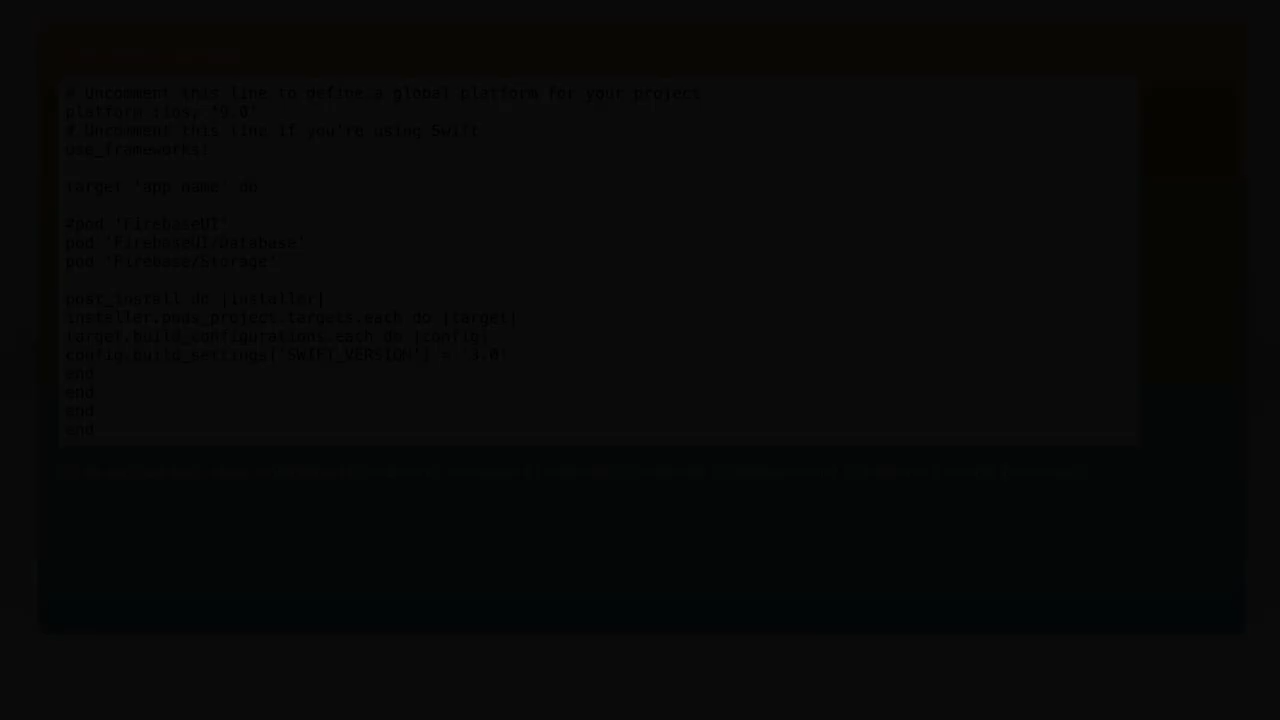 # Uncomment this line to define a global platform for your project
platform :ios, '9.0'
# Uncomment this line if you're using Swift
use_frameworks!
target 'app name' do
#pod 'FirebaseUI'
pod 'FirebaseUI/Database'
pod 'Firebase/Storage'
post_install do |installer|
installer.pods_project.targets.each do |target|
target.build_configurations.each do |config|
config.build_settings['SWIFT_VERSION'] = '3.0'
end
end
end
end